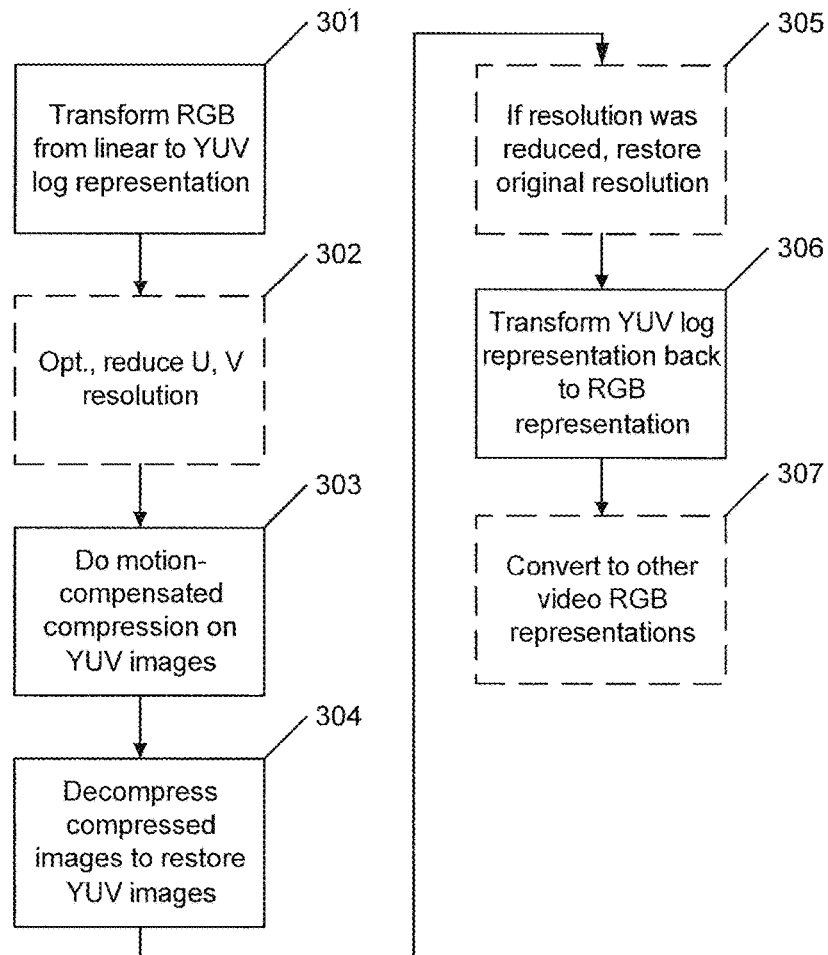 301
Transform RGB
from linear to YUV
log representation
302
Opt., reduce U, V
resolution
303
Do motion-
compensated
compression on
YUV images
304
Decompress
compressed
images to restore
YUV images
305
If resolution was
reduced, restore
original resolution
306
Transform YUV log
representation back
to RGB
representation
307
Convert to other
video RGB
representations